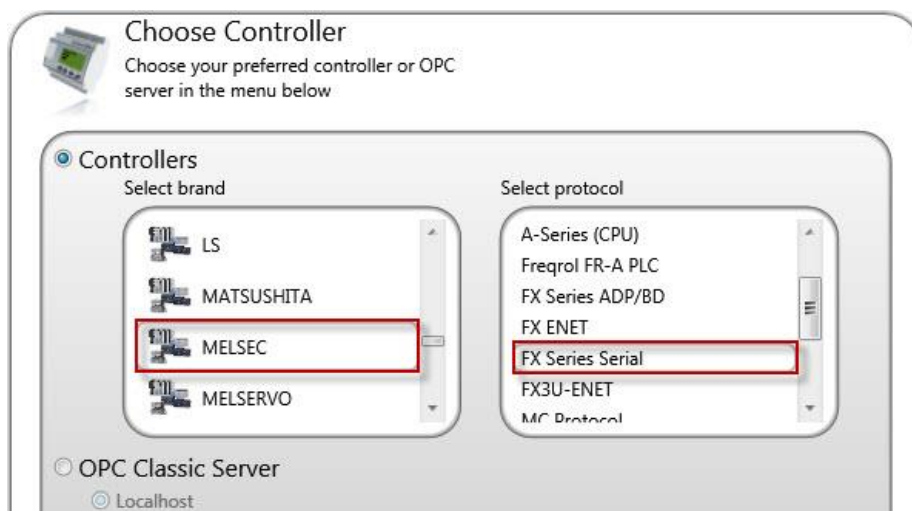 Choose Controller
Choose your preferred controller or OPC
server in the menu below
Controllers
Select brand
LS
MATSUSHITA
MELSEC
MELSERVO
Select protocol
A-Series (CPU)
Freqrol FR-A PLC
FX Series ADP/BD
FX ENET
FX Series Serial
FX3U-ENET
MC Protocol
OPC Classic Server
Localhost